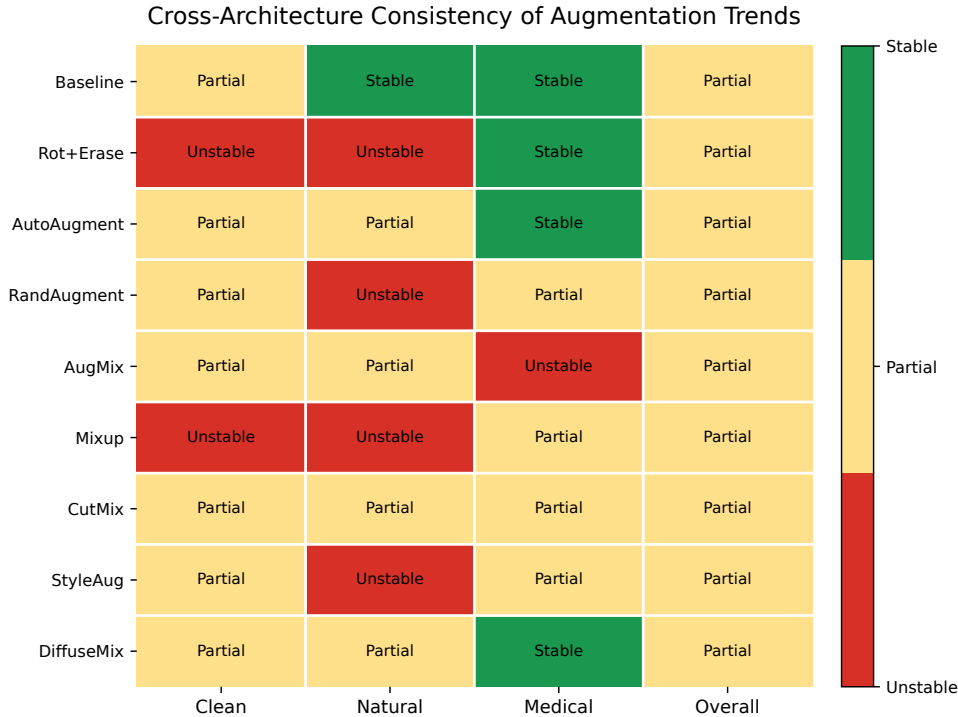 Cross-Architecture Consistency of Augmentation Trends
Baseline Partial Stable Stable Partial
Rot+Erase Unstable Unstable Stable Partial
AutoAugment Partial Partial Stable Partial
RandAugment Partial Unstable Partial Partial
AugMix Partial Partial Unstable Partial
Mixup Unstable Unstable Partial Partial
CutMix Partial Partial Partial Partial
StyleAug Partial Unstable Partial Partial
DiffuseMix Partial Partial Stable Partial
Clean Natural Medical Overall
Stable
Partial
Unstable